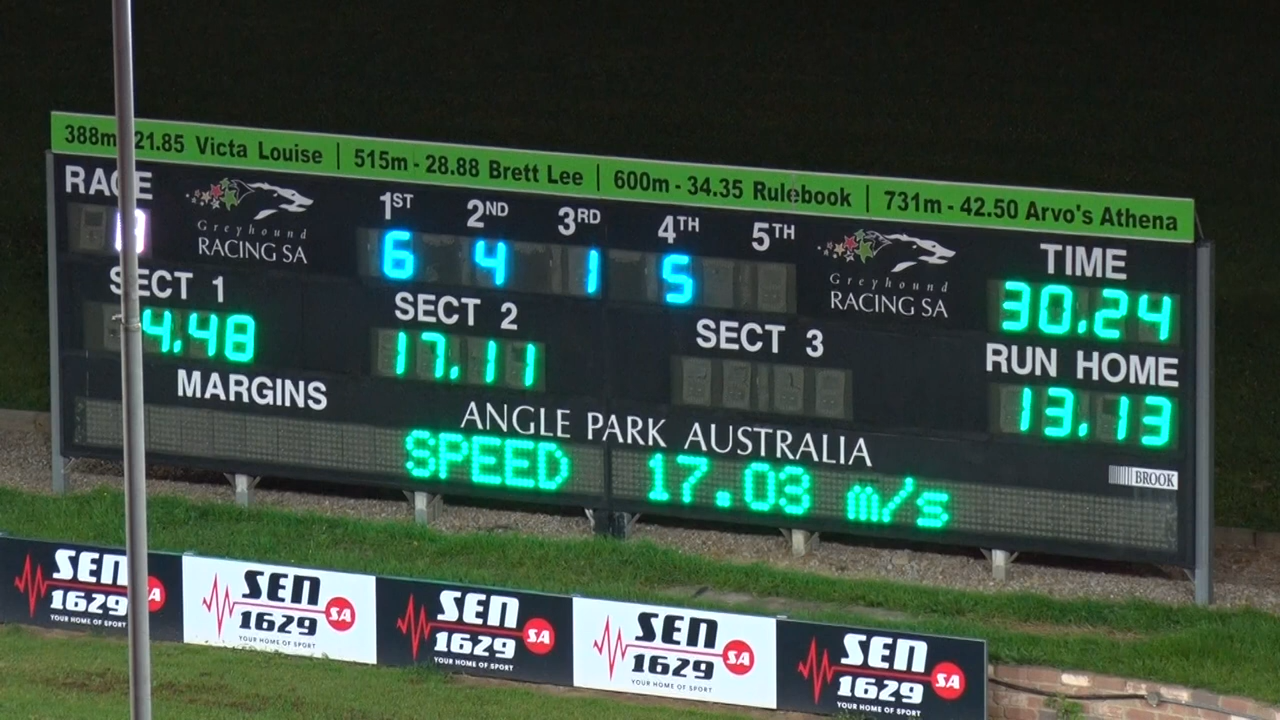 388m - 21.85 Victa Louise | 515m - 28.88 Brett Lee | 600m - 34.35 Rulebook | 731m - 42.50 Arvo's Athena
RACE
Greyhound
RACING SA
1ST 2ND 3RD 4TH 5TH
6 4 1 5
Greyhound
RACING SA
TIME
30.24
SECT 1
4.48
SECT 2
17.11
SECT 3
RUN HOME
13.13
MARGINS
ANGLE PARK AUSTRALIA
SPEED 17.03 m/s
BROOK
SEN
1629
SA
YOUR HOME OF SPORT
SEN
1629
SA
YOUR HOME OF SPORT
SEN
1629
SA
YOUR HOME OF SPORT
SEN
1629
SA
YOUR HOME OF SPORT
SEN
1629
SA
YOUR HOME OF SPORT